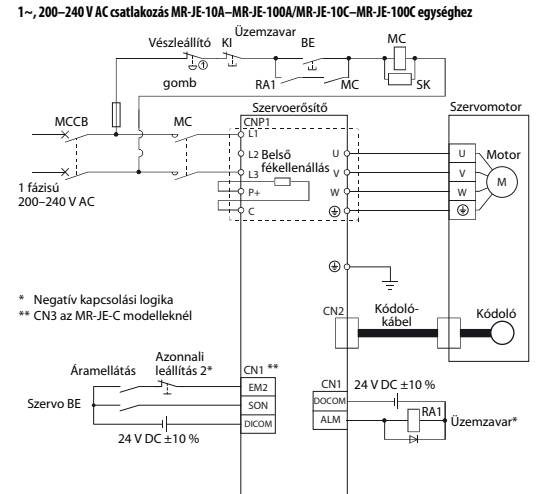 1~, 200–240 V AC csatlakozás MR-JE-10A–MR-JE-100A/MR-JE-10C–MR-JE-100C egységhez
Üzemzavar
Vészleállító KI BE MC
①
gomb RA1 MC SK
Szervoerősítő Szervomotor
MCCB MC CNP1
L1
L2 Belső fékellenállás U U Motor
L3 V V M
P+ W W
C
1 fázisú
200–240 V AC
* Negatív kapcsolási logika
** CN3 az MR-JE-C modelleknél
CN2 Kódoló-
kábel Kódoló
Azonnali
Áramellátás leállítás 2* CN1 ** CN1 24 V DC ±10 %
EM2 DOCOM
Szervo BE SON ALM RA1 Üzemzavar*
DICOM
24 V DC ±10 %